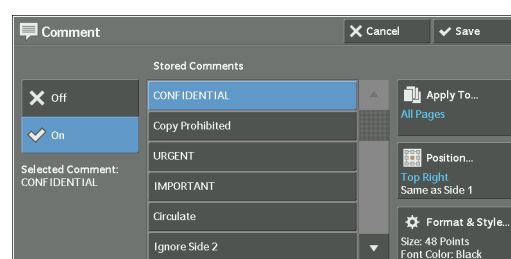 Comment
Cancel
Save
Stored Comments
Off
On
Selected Comment:
CONFIDENTIAL
CONFIDENTIAL
Copy Prohibited
URGENT
IMPORTANT
Circulate
Ignore Side 2
Apply To...
All Pages
Position...
Top Right
Same as Side 1
Format & Style...
Size: 48 Points
Font Color: Black